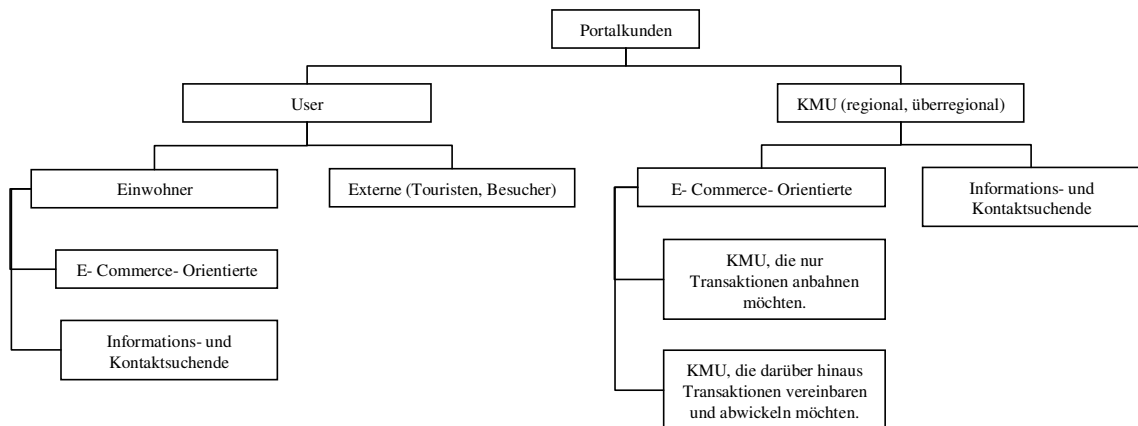 Portalkunden
User
KMU (regional, überregional)
Einwohner
Externe (Touristen, Besucher)
E- Commerce- Orientierte
Informations- und
Kontaktsuchende
E- Commerce- Orientierte
KMU, die nur
Transaktionen anbahnen
möchten.
Informations- und
Kontaktsuchende
KMU, die darüber hinaus
Transaktionen vereinbaren
und abwickeln möchten.